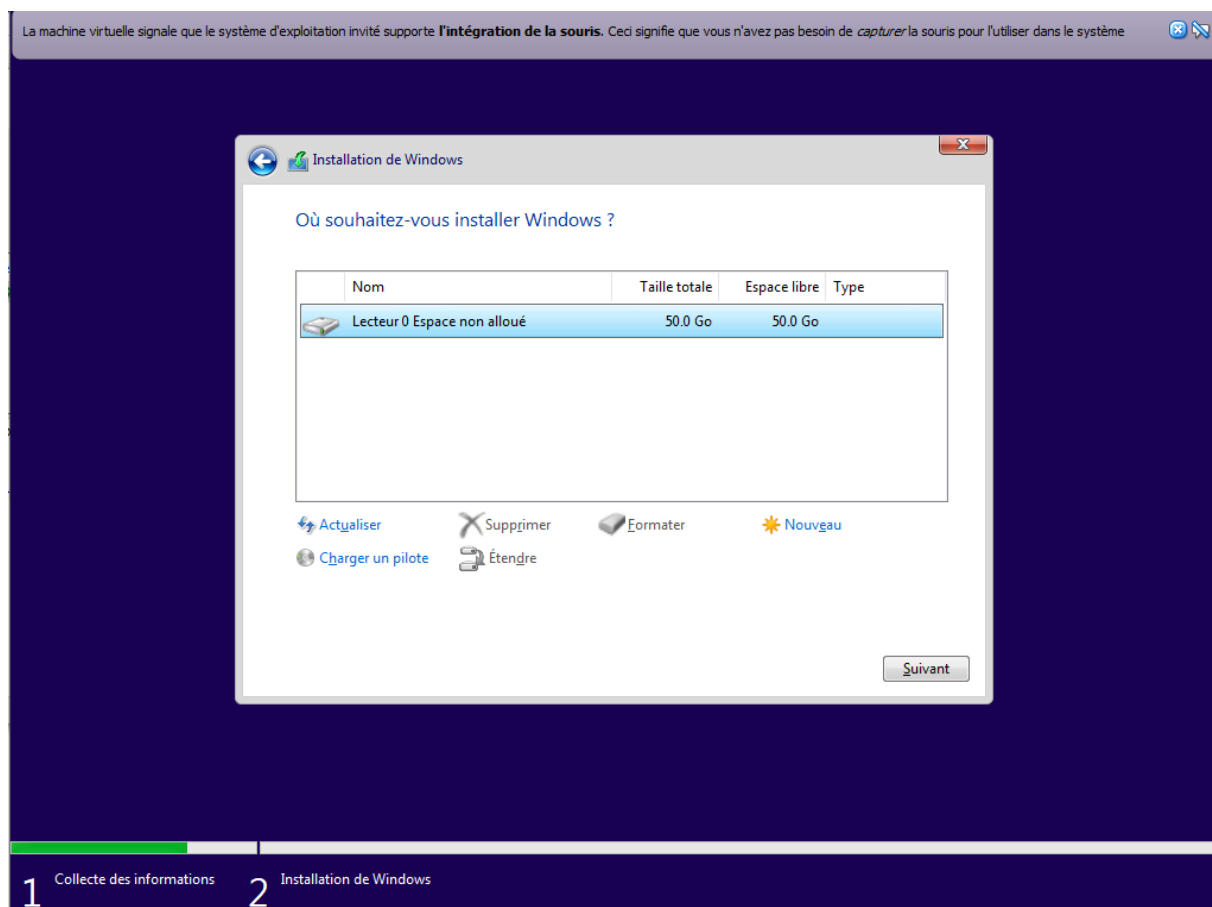 La machine virtuelle signale que le système d'exploitation invité supporte l'intégration de la souris. Ceci signifie que vous n'avez pas besoin de capturer la souris pour l'utiliser dans le système
Installation de Windows
Où souhaitez-vous installer Windows ?
Nom Taille totale Espace libre Type
Lecteur 0 Espace non alloué 50.0 Go 50.0 Go
Actualiser Supprimer Formater Nouveau
Charger un pilote Étendre
Suivant
1 Collecte des informations 2 Installation de Windows